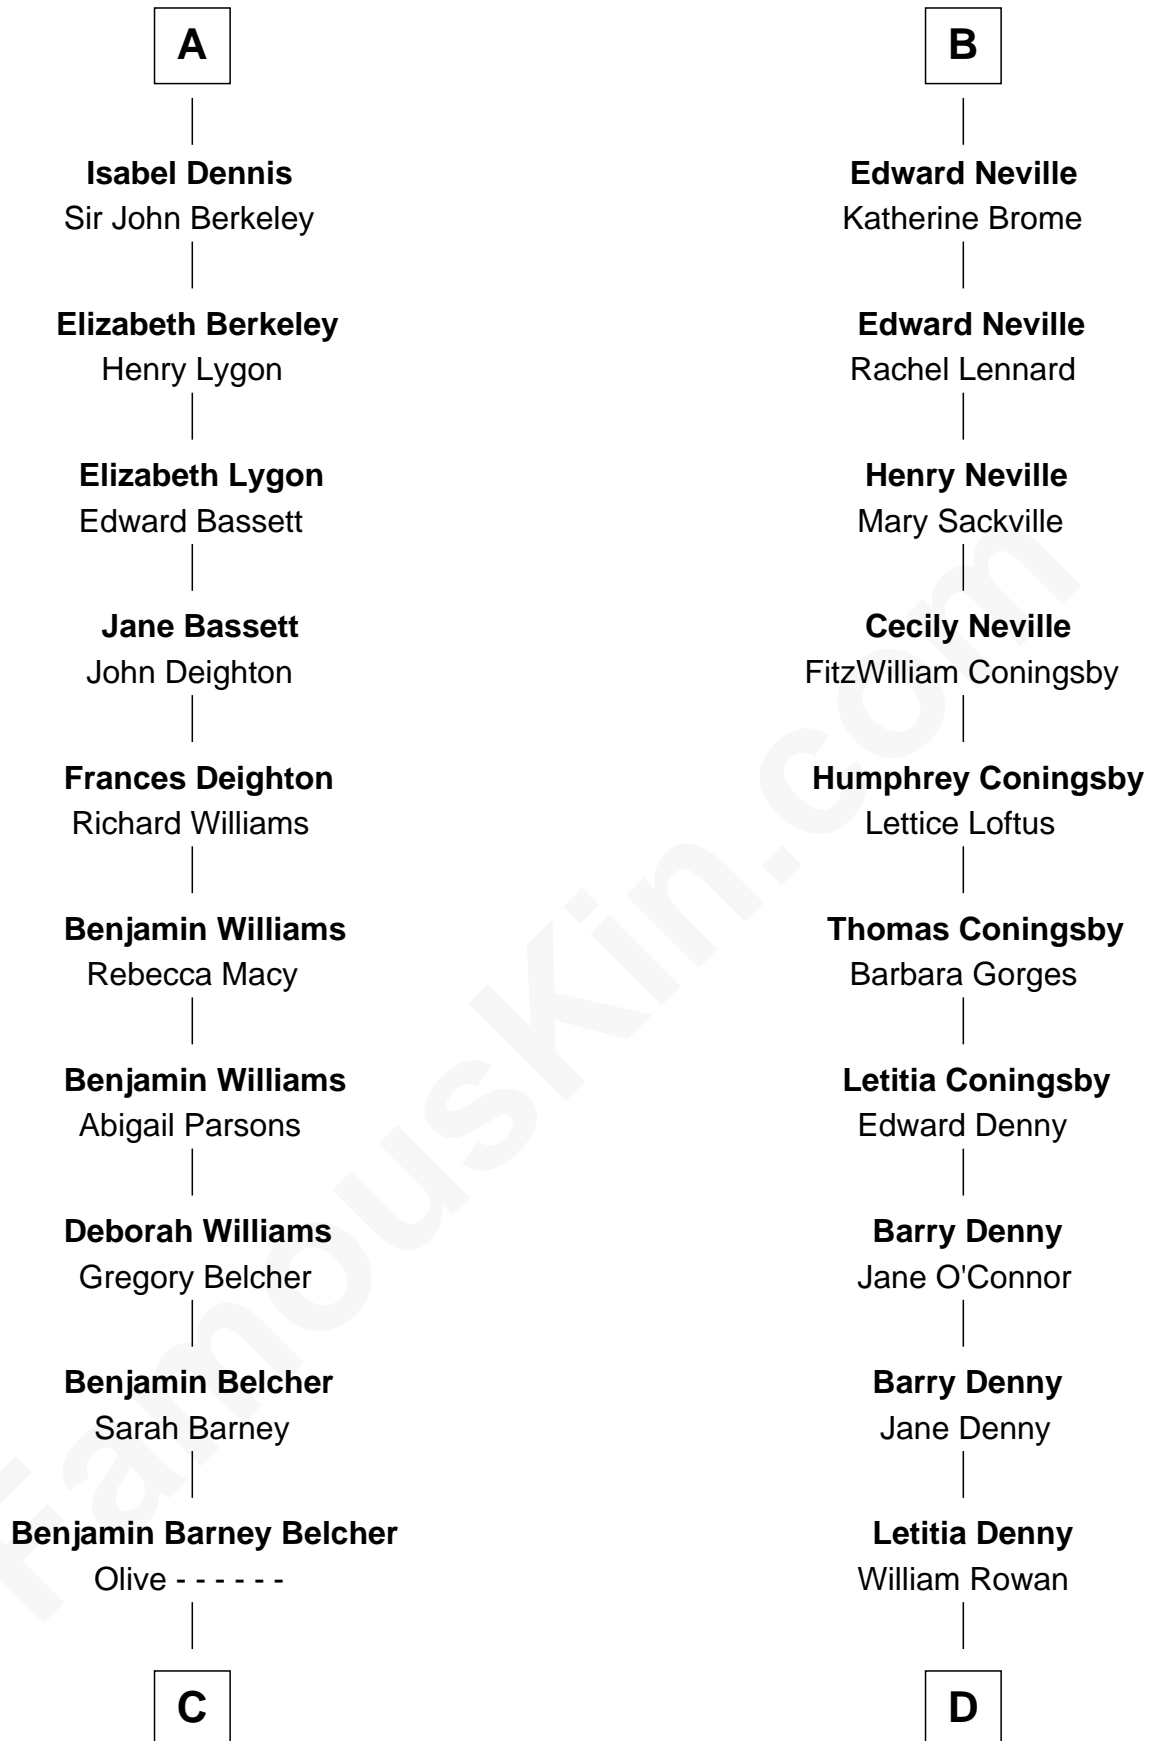 A
Isabel Dennis
Sir John Berkeley
Elizabeth Berkeley
Henry Lygon
Elizabeth Lygon
Edward Bassett
Jane Bassett
John Deighton
Frances Deighton
Richard Williams
Benjamin Williams
Rebecca Macy
Benjamin Williams
Abigail Parsons
Deborah Williams
Gregory Belcher
Benjamin Belcher
Sarah Barney
Benjamin Barney Belcher
Olive - - - - - -
C
B
Edward Neville
Katherine Brome
Edward Neville
Rachel Lennard
Henry Neville
Mary Sackville
Cecily Neville
FitzWilliam Coningsby
Humphrey Coningsby
Lettice Loftus
Thomas Coningsby
Barbara Gorges
Letitia Coningsby
Edward Denny
Barry Denny
Jane O'Connor
Barry Denny
Jane Denny
Letitia Denny
William Rowan
D
FamousKin.com